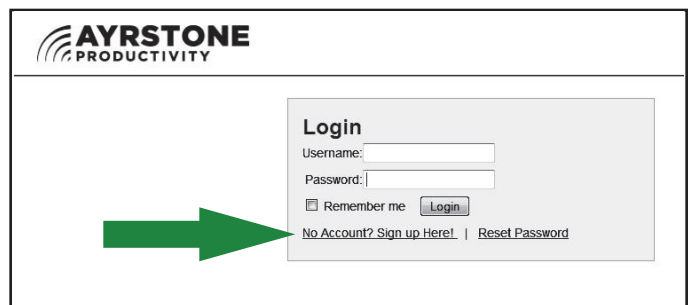 AYRSTONE
PRODUCTIVITY
Login
Username:
Password:
Remember me Login
No Account? Sign up Here! | Reset Password